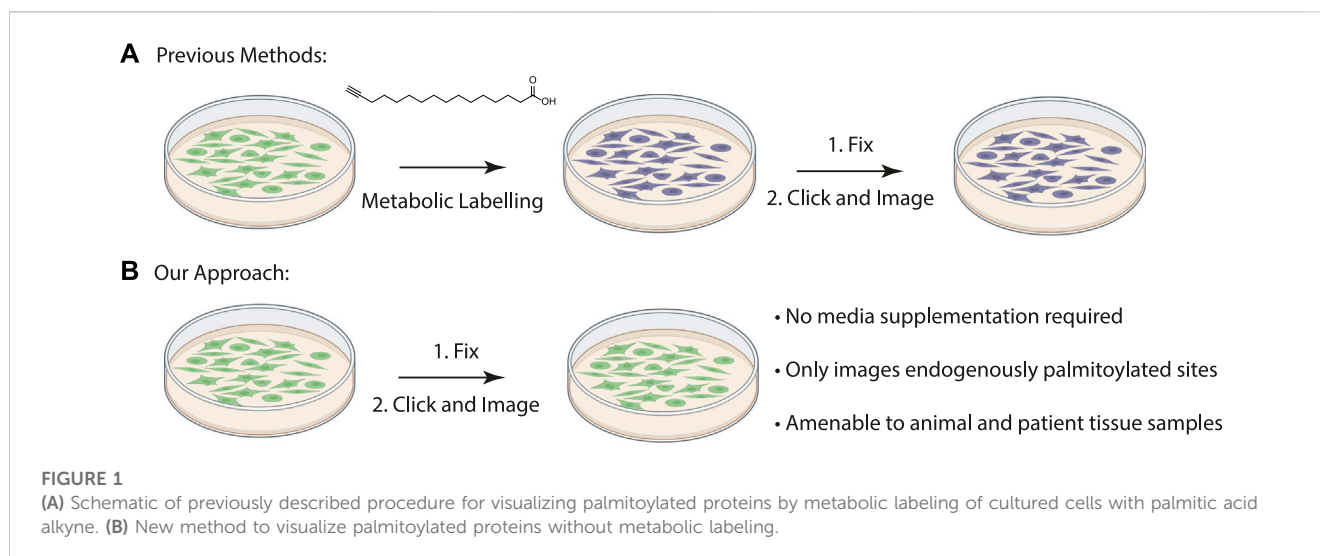 A Previous Methods:
O
OH
Metabolic Labelling
1. Fix
2. Click and Image
B Our Approach:
1. Fix
2. Click and Image
• No media supplementation required
• Only images endogenously palmitoylated sites
• Amenable to animal and patient tissue samples
FIGURE 1
(A) Schematic of previously described procedure for visualizing palmitoylated proteins by metabolic labeling of cultured cells with palmitic acid
alkyne. (B) New method to visualize palmitoylated proteins without metabolic labeling.